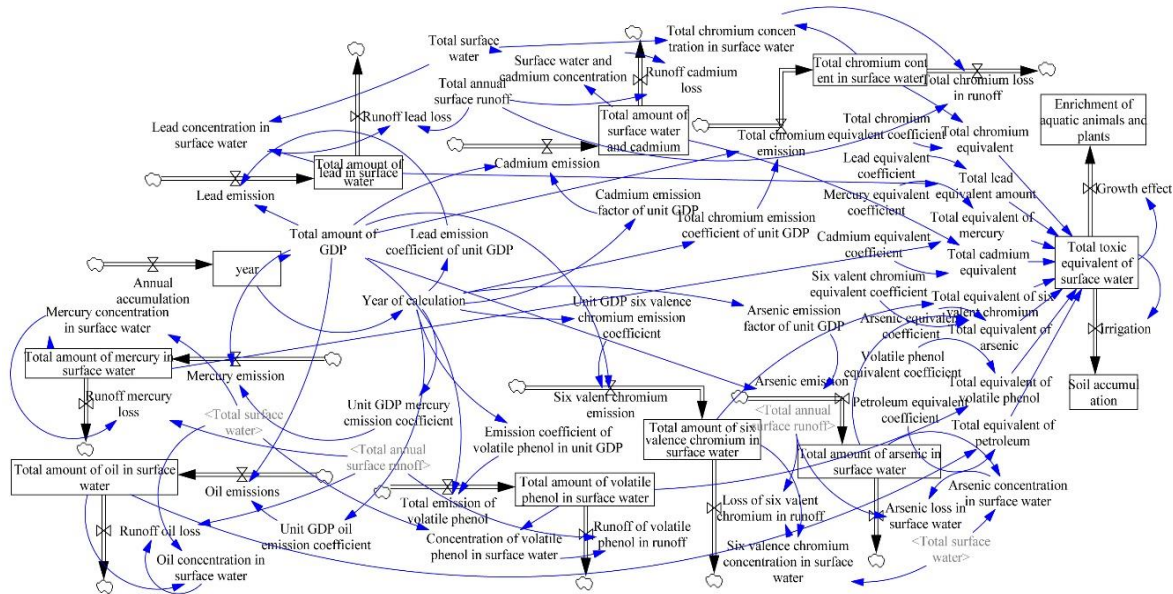 Total surface
water
Total chromium concen
tration in surface water
Surface water and
cadmium concentration
Runoff cadmium
loss
Total chromium cont
ent in surface water
Total chromium loss
in runoff
Total annual
surface runoff
Runoff lead loss
Lead concentration in
surface water
Total amount of
surface water
and cadmium
Total chromium
emission
Total chromium
equivalent coefficient
Total chromium
equivalent
Enrichment of
aquatic animals and
plants
Total amount of
lead in surface
water
Lead emission
Cadmium emission
Lead equivalent
coefficient
Total lead
equivalent amount
Growth effect
Cadmium emission
factor of unit GDP
Mercury equivalent
coefficient
Total equivalent of
mercury
Total amount of
GDP
Lead emission
coefficient of unit GDP
Total chromium emission
coefficient of unit GDP
Cadmium equivalent
coefficient
Total cadmium
equivalent
Total toxic
equivalent of
surface water
year
Annual
accumulation
Year of calculation
Unit GDP six valence
chromium emission
coefficient
Arsenic emission
factor of unit GDP
Six valent chromium
equivalent coefficient
Total equivalent of six
valent chromium
Arsenic equivalent
coefficient
Total equivalent of
arsenic
Irrigation
Mercury concentration
in surface water
Total amount of mercury in
surface water
Mercury emission
Runoff mercury
loss
Six valent chromium
emission
Arsenic emission
Volatile phenol
equivalent coefficient
Total equivalent of
volatile phenol
Soil accumul
ation
<Total surface
water>
Unit GDP mercury
emission coefficient
Emission coefficient
of volatile phenol in
unit GDP
<Total annual
surface runoff>
Petroleum equivalent
coefficient
Total equivalent of
petroleum
<Total annual
surface runoff>
Total amount of six
valence chromium in
surface water
Total amount of arsenic in
surface water
Total amount of oil in surface
water
Oil emissions
Total emission of
volatile phenol
Total amount of volatile
phenol in surface water
Arsenic concentration
in surface water
Runoff oil loss
Unit GDP oil
emission coefficient
Concentration of volatile
phenol in surface water
Runoff of volatile
phenol in runoff
Loss of six valent
chromium in runoff
Arsenic loss in
surface water
<Total surface
water>
Oil concentration in
surface water
Six valence chromium
concentration in surface
water